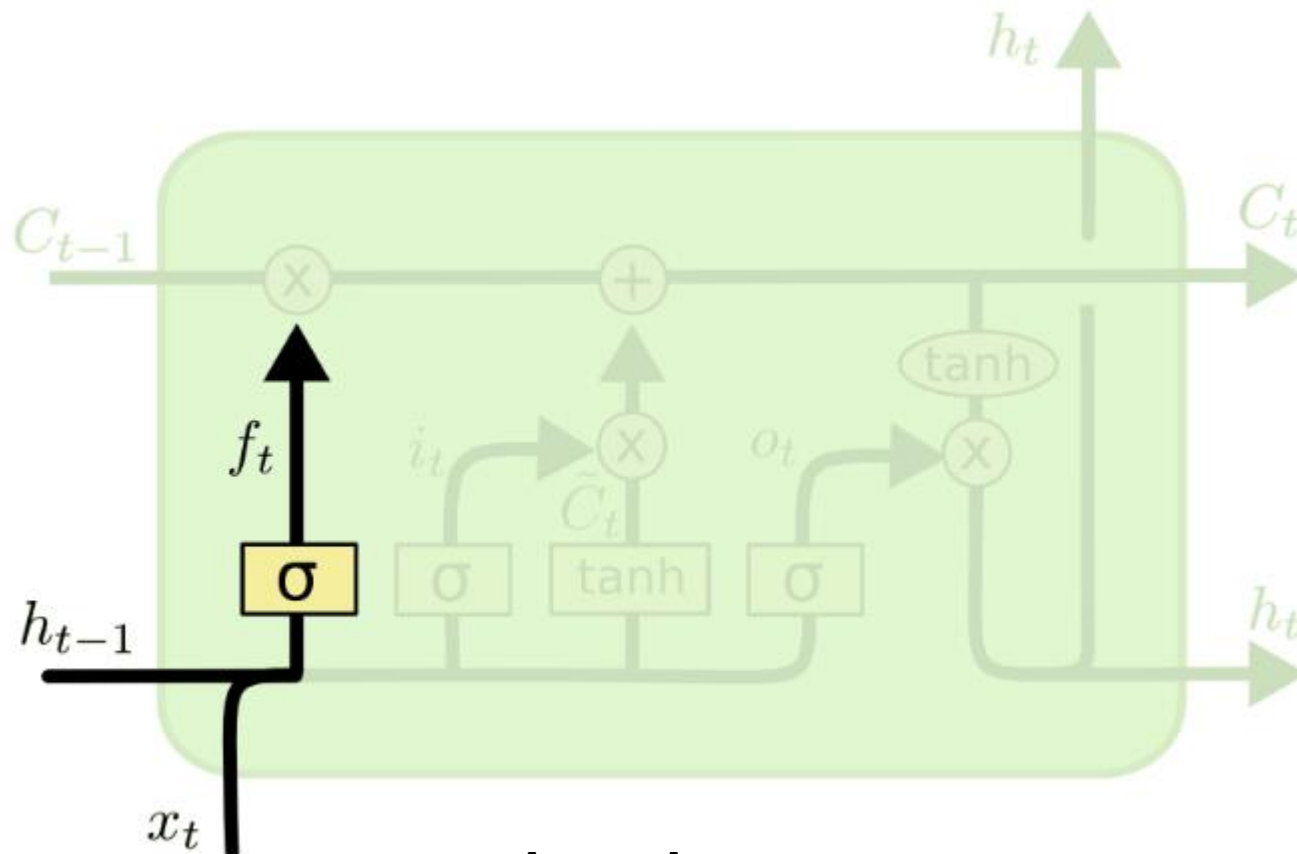 h_t
C_{t-1}
C_t
x
+
tanh
f_t
i_t
x
o_t
x
C̃_t
σ
σ
tanh
σ
h_{t-1}
h_t
x_t